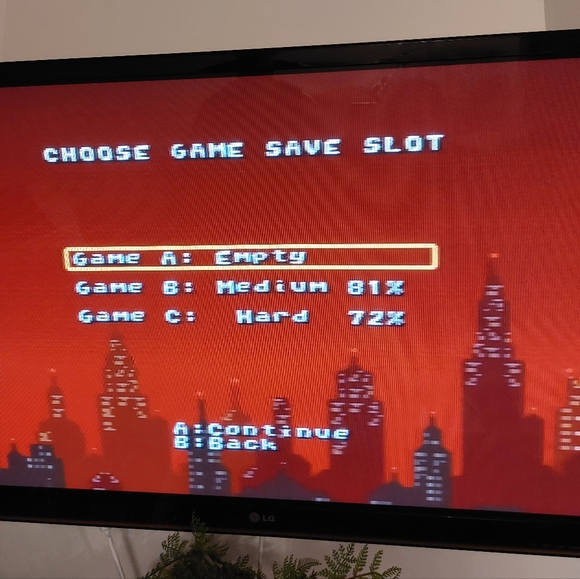 CHOOSE GAME SAVE SLOT
Game A: Empty
Game B: Medium 81%
Game C: Hard 72%
A:Continue
B:Back
LG